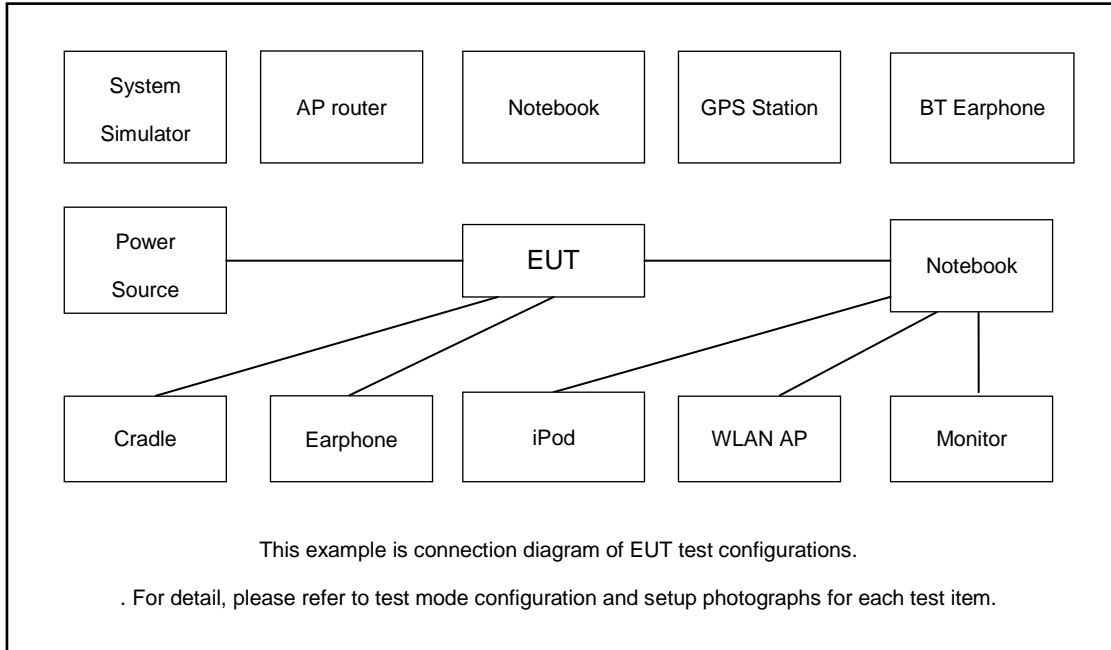 System
Simulator
AP router
Notebook
GPS Station
BT Earphone
Power
Source
EUT
Notebook
Cradle
Earphone
iPod
WLAN AP
Monitor
This example is connection diagram of EUT test configurations.
. For detail, please refer to test mode configuration and setup photographs for each test item.